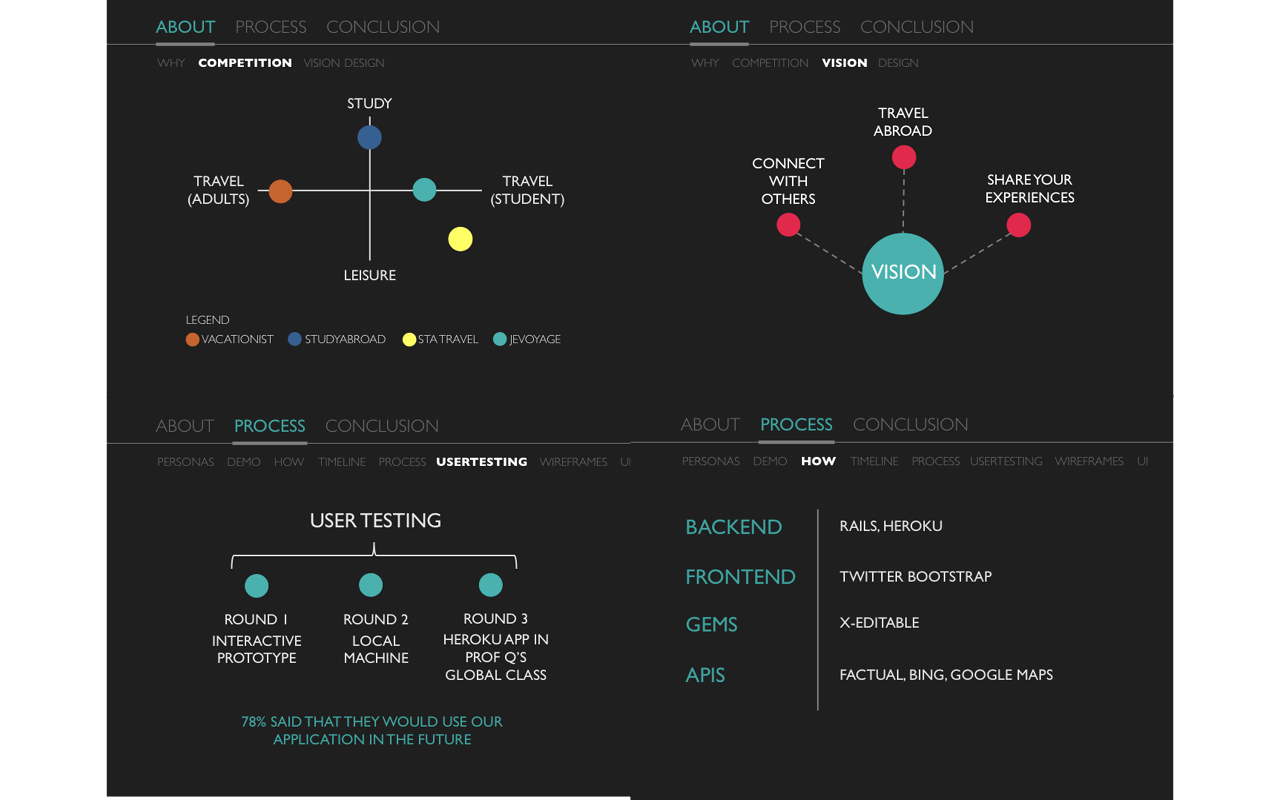 ABOUT PROCESS CONCLUSION
WHY COMPETITION VISION DESIGN
STUDY
TRAVEL
(ADULTS)
TRAVEL
(STUDENT)
LEISURE
LEGEND
VACATIONIST STUDYABROAD STA TRAVEL JEVOYAGE
ABOUT PROCESS CONCLUSION
WHY COMPETITION VISION DESIGN
TRAVEL
ABROAD
CONNECT
WITH
OTHERS
SHARE YOUR
EXPERIENCES
VISION
ABOUT PROCESS CONCLUSION
PERSONAS DEMO HOW TIMELINE PROCESS USERTESTING WIREFRAMES UI
USER TESTING
ROUND 1
INTERACTIVE
PROTOTYPE
ROUND 2
LOCAL
MACHINE
ROUND 3
HEROKU APP IN
PROF Q'S
GLOBAL CLASS
78% SAID THAT THEY WOULD USE OUR
APPLICATION IN THE FUTURE
ABOUT PROCESS CONCLUSION
PERSONAS DEMO HOW TIMELINE PROCESS USERTESTING WIREFRAMES UI
BACKEND RAILS, HEROKU
FRONTEND TWITTER BOOTSTRAP
GEMS X-EDITABLE
APIS FACTUAL, BING, GOOGLE MAPS